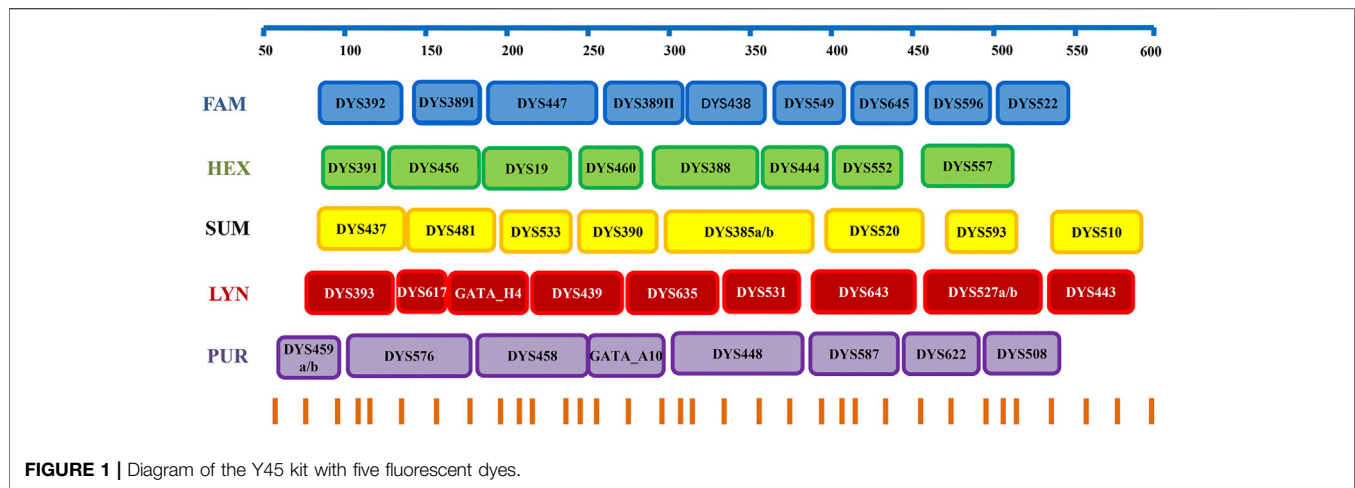 50 100 150 200 250 300 350 400 450 500 550 600
FAM DYS392 DYS389I DYS447 DYS389II DYS438 DYS549 DYS645 DYS596 DYS522
HEX DYS391 DYS456 DYS19 DYS460 DYS388 DYS444 DYS552 DYS557
SUM DYS437 DYS481 DYS533 DYS390 DYS385a/b DYS520 DYS593 DYS510
LYN DYS393 DYS617 GATA_H4 DYS439 DYS635 DYS531 DYS643 DYS527a/b DYS443
PUR DYS459 a/b DYS576 DYS458 GATA_A10 DYS448 DYS587 DYS622 DYS508
FIGURE 1 | Diagram of the Y45 kit with five fluorescent dyes.